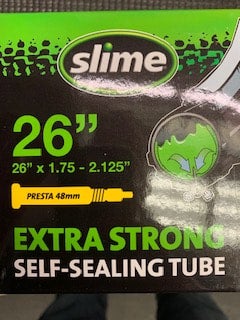 slime
26”
26” x 1.75 - 2.125”
PRESTA 48mm
EXTRA STRONG
SELF-SEALING TUBE